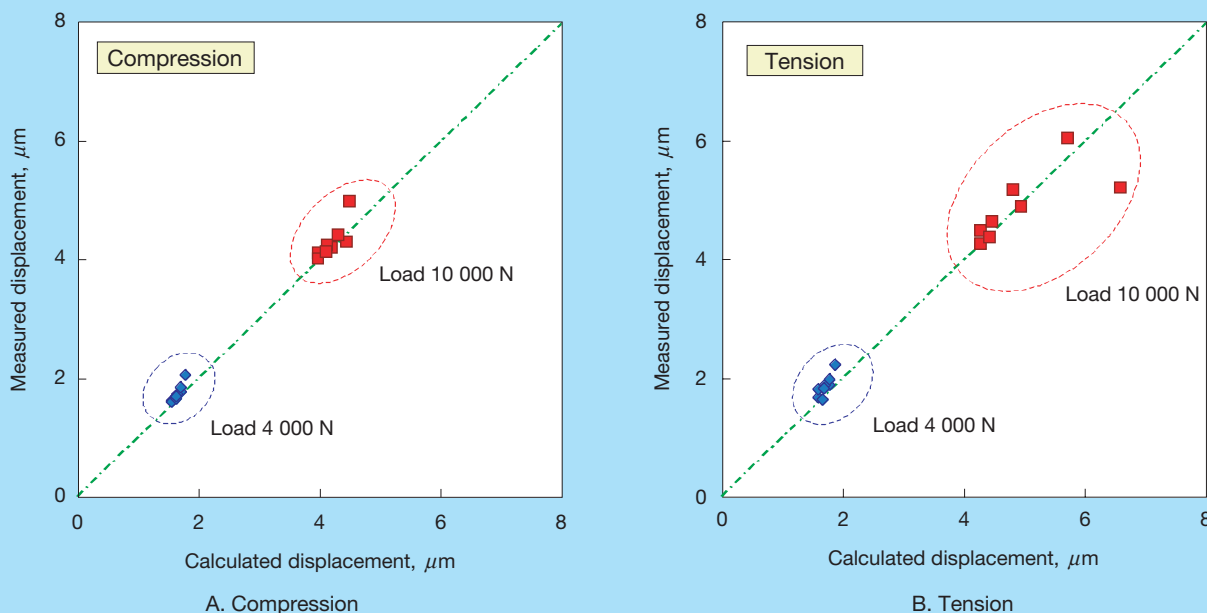 Compression
8
6
4
2
0
0 2 4 6 8
Measured displacement, μm
Calculated displacement, μm
Load 10 000 N
Load 4 000 N
A. Compression
Tension
8
6
4
2
0
0 2 4 6 8
Measured displacement, μm
Calculated displacement, μm
Load 10 000 N
Load 4 000 N
B. Tension